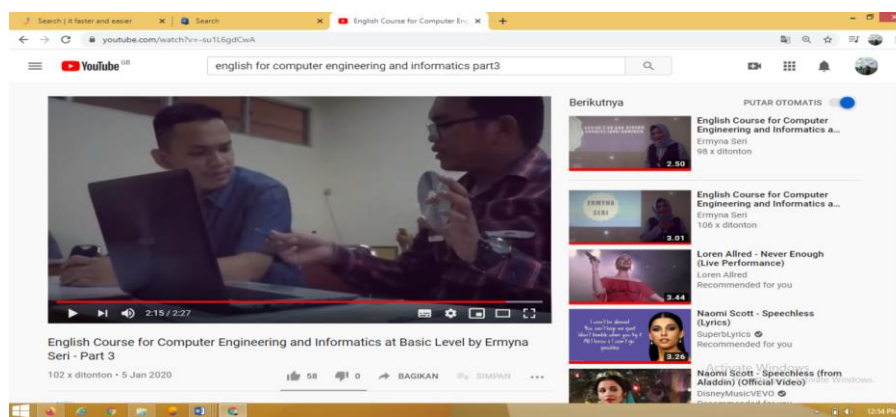 Search | it faster and easier
Search
English Course for Computer Eng
youtube.com/watch?v=-su1L6gdCwA
YouTube GB
english for computer engineering and informatics part3
Berikutnya
PUTAR OTOMATIS
English Course for Computer
Engineering and Informatics a...
Ermyna Seri
98 x ditonton
2.50
ERMYNA
SERI
English Course for Computer
Engineering and Informatics a...
Ermyna Seri
106 x ditonton
3.01
Loren Allred - Never Enough
(Live Performance)
Loren Allred
Recommended for you
3.44
Naomi Scott - Speechless
(Lyrics)
SuperbLyrics
Recommended for you
3.26
Naomi Scott - Speechless (from
Aladdin) (Official Video)
DisneyMusicVEVO
2:15 / 2:27
English Course for Computer Engineering and Informatics at Basic Level by Ermyna
Seri - Part 3
102 x ditonton • 5 Jan 2020
58
0
BAGIKAN
SIMPAN
Activate Windows
12:54 PM